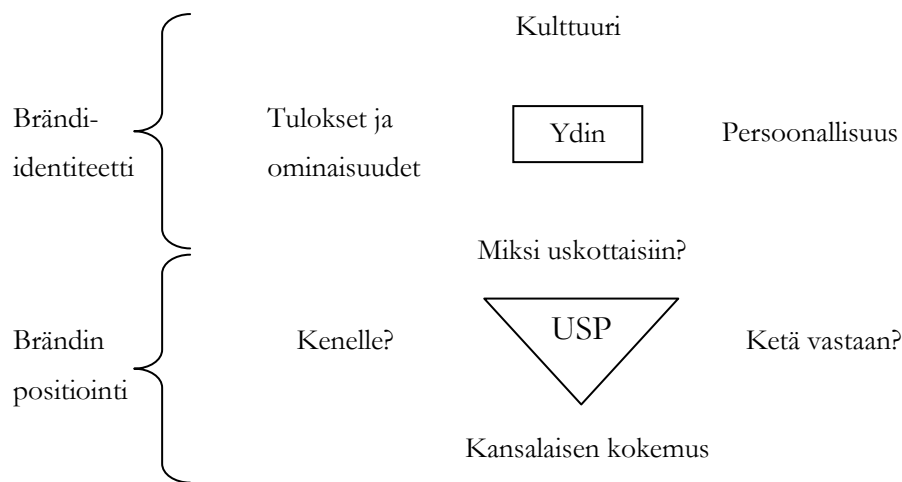 Kulttuuri
Brändi-
identiteetti
Tulokset ja
ominaisuudet
Ydin
Persoonallisuus
Miksi uskottaisiin?
Brändin
positiointi
Kenelle?
USP
Ketä vastaan?
Kansalaisen kokemus